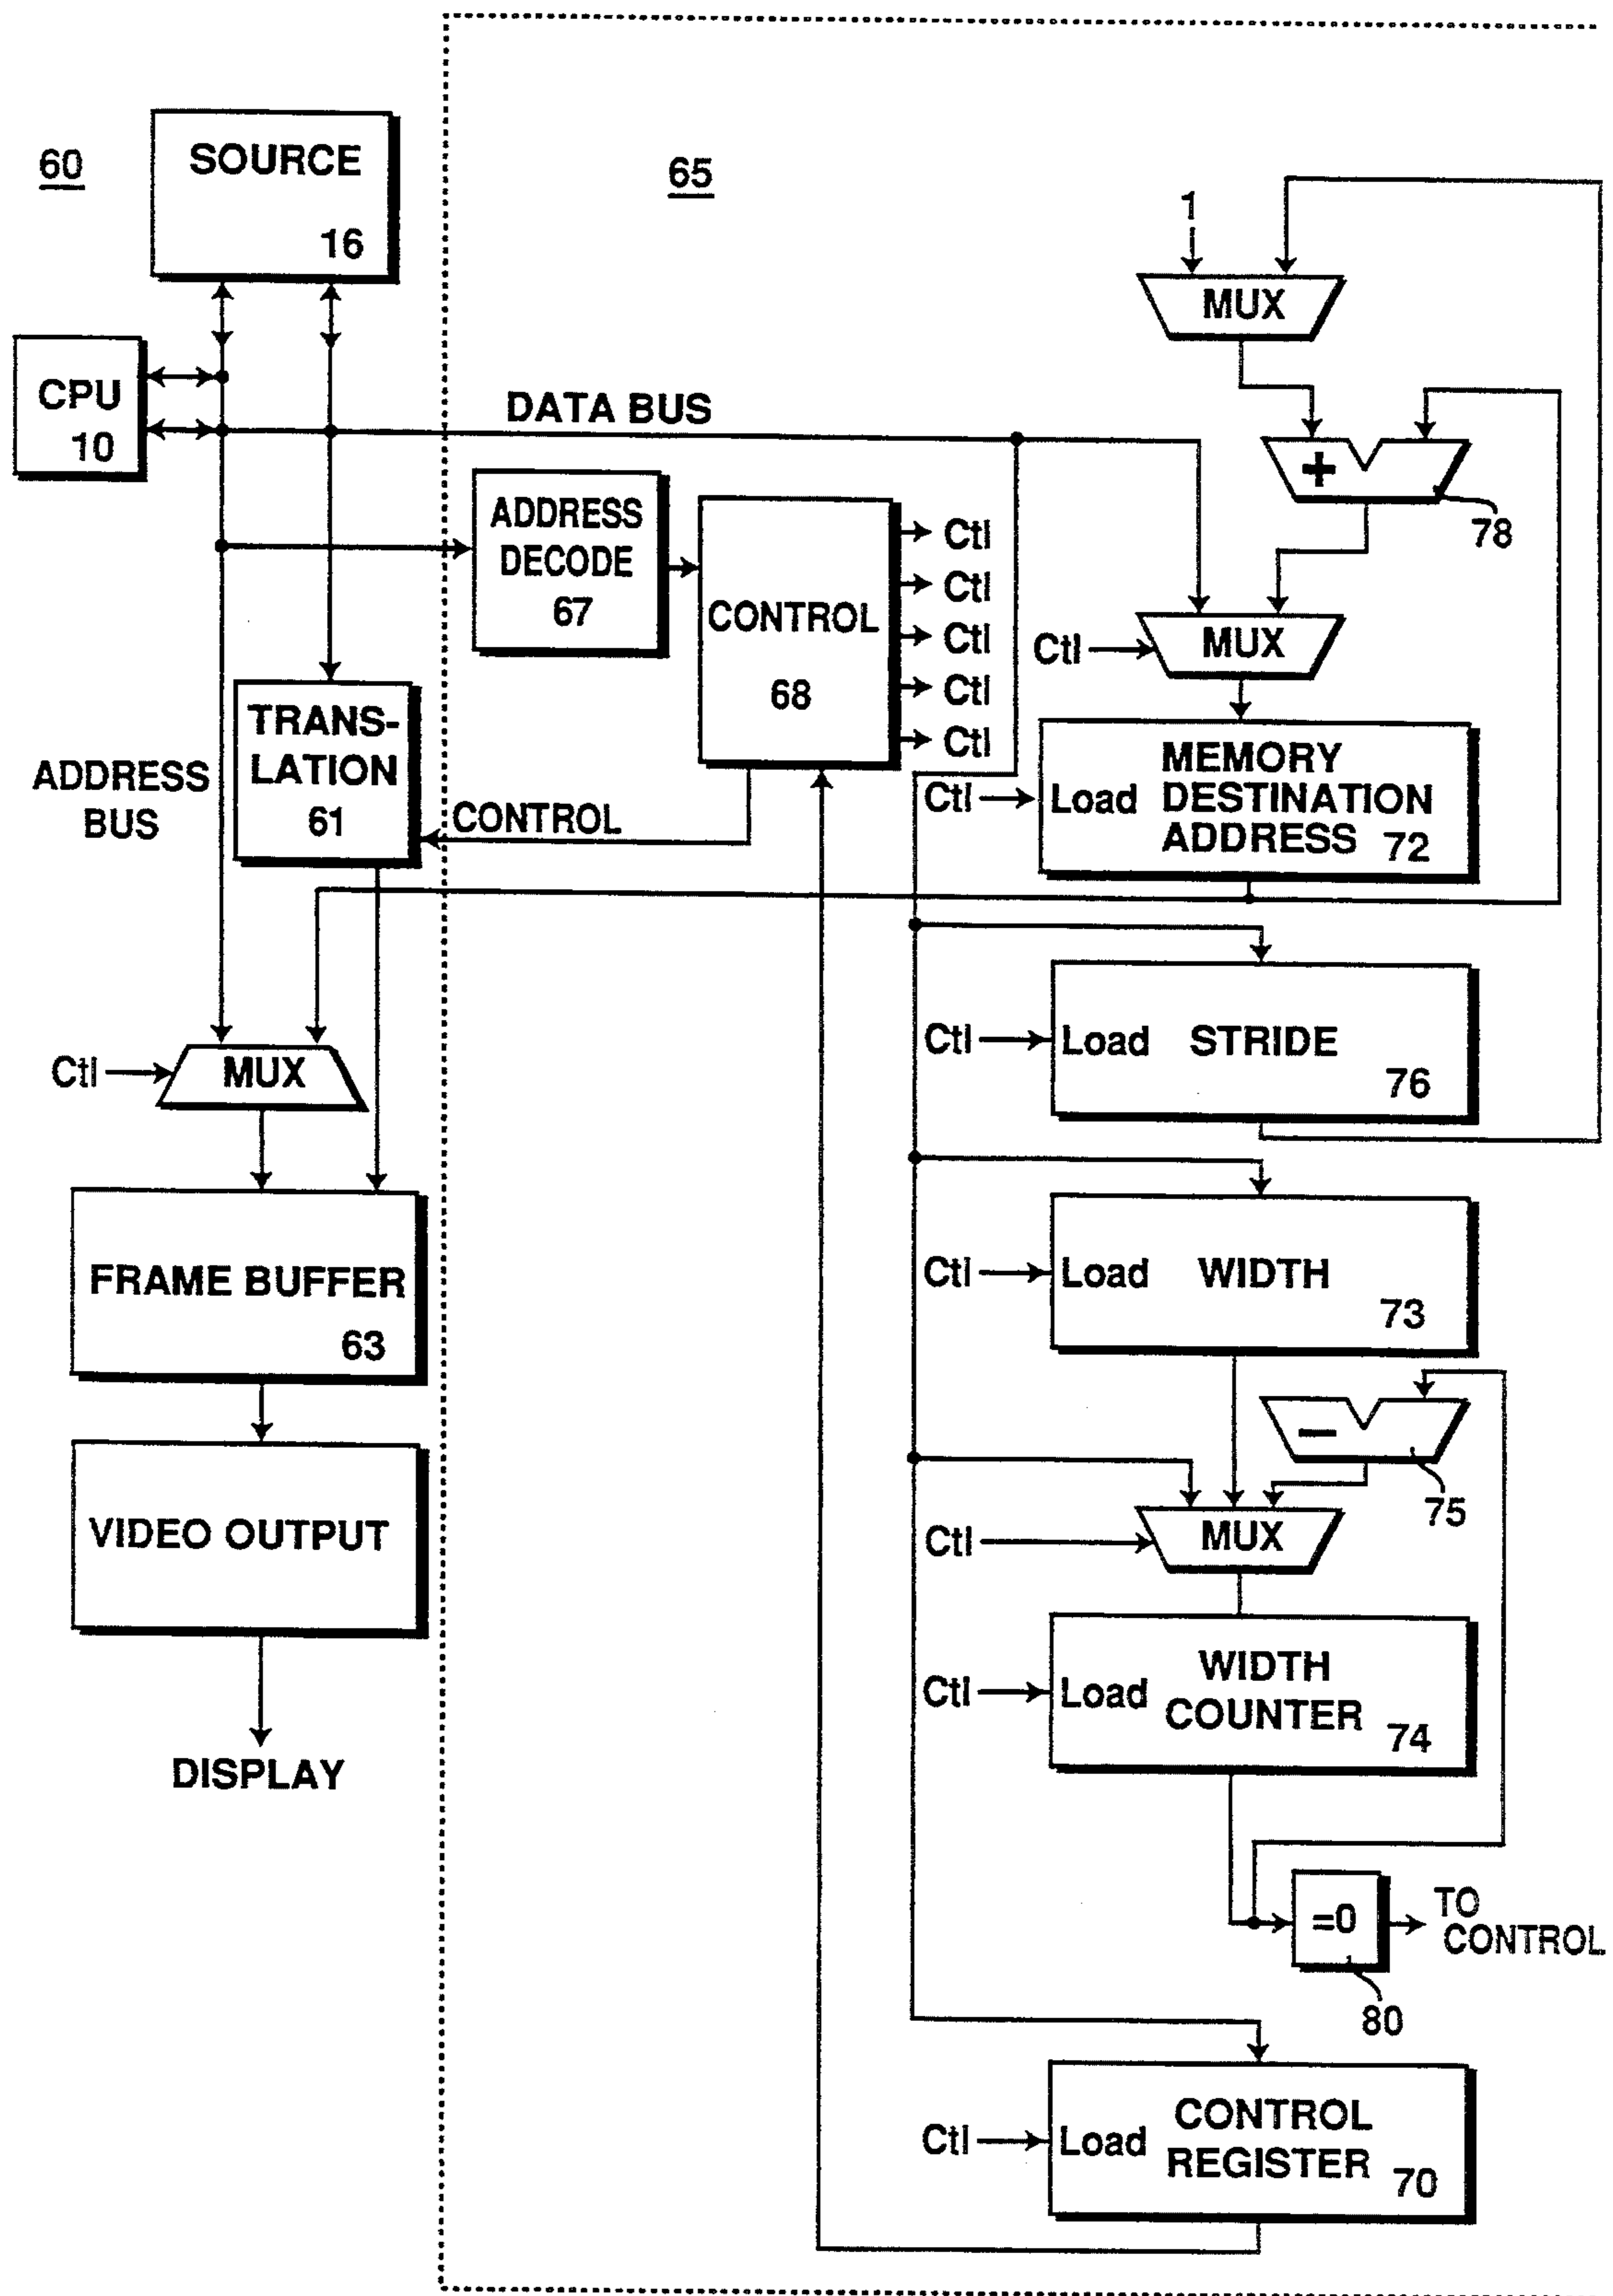 60
SOURCE
16
65
1
MUX
CPU
10
DATA BUS
+
78
ADDRESS
DECODE
67
CONTROL
68
Ctl
Ctl
Ctl
Ctl
Ctl
Ctl
MUX
TRANS-
LATION
61
ADDRESS
BUS
CONTROL
Ctl
Load
MEMORY
DESTINATION
ADDRESS
72
Ctl
Load
STRIDE
76
Ctl
MUX
FRAME BUFFER
63
Ctl
Load
WIDTH
73
−
75
VIDEO OUTPUT
Ctl
MUX
Ctl
Load
WIDTH
COUNTER
74
DISPLAY
=0
TO
CONTROL
80
Ctl
Load
CONTROL
REGISTER
70